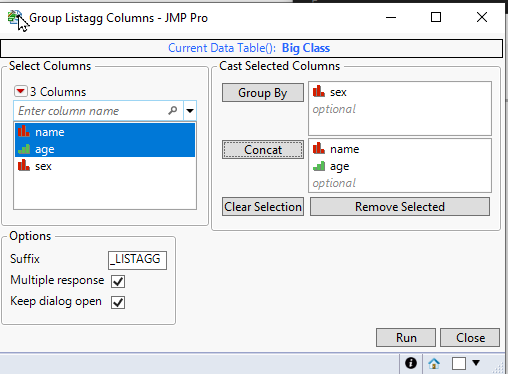 Group Listagg Columns - JMP Pro
Current Data Table(): Big Class
Select Columns
3 Columns
Enter column name
name
age
sex
Cast Selected Columns
Group By
sex
optional
Concat
name
age
optional
Clear Selection
Remove Selected
Options
Suffix
_LISTAGG
Multiple response
Keep dialog open
Run
Close